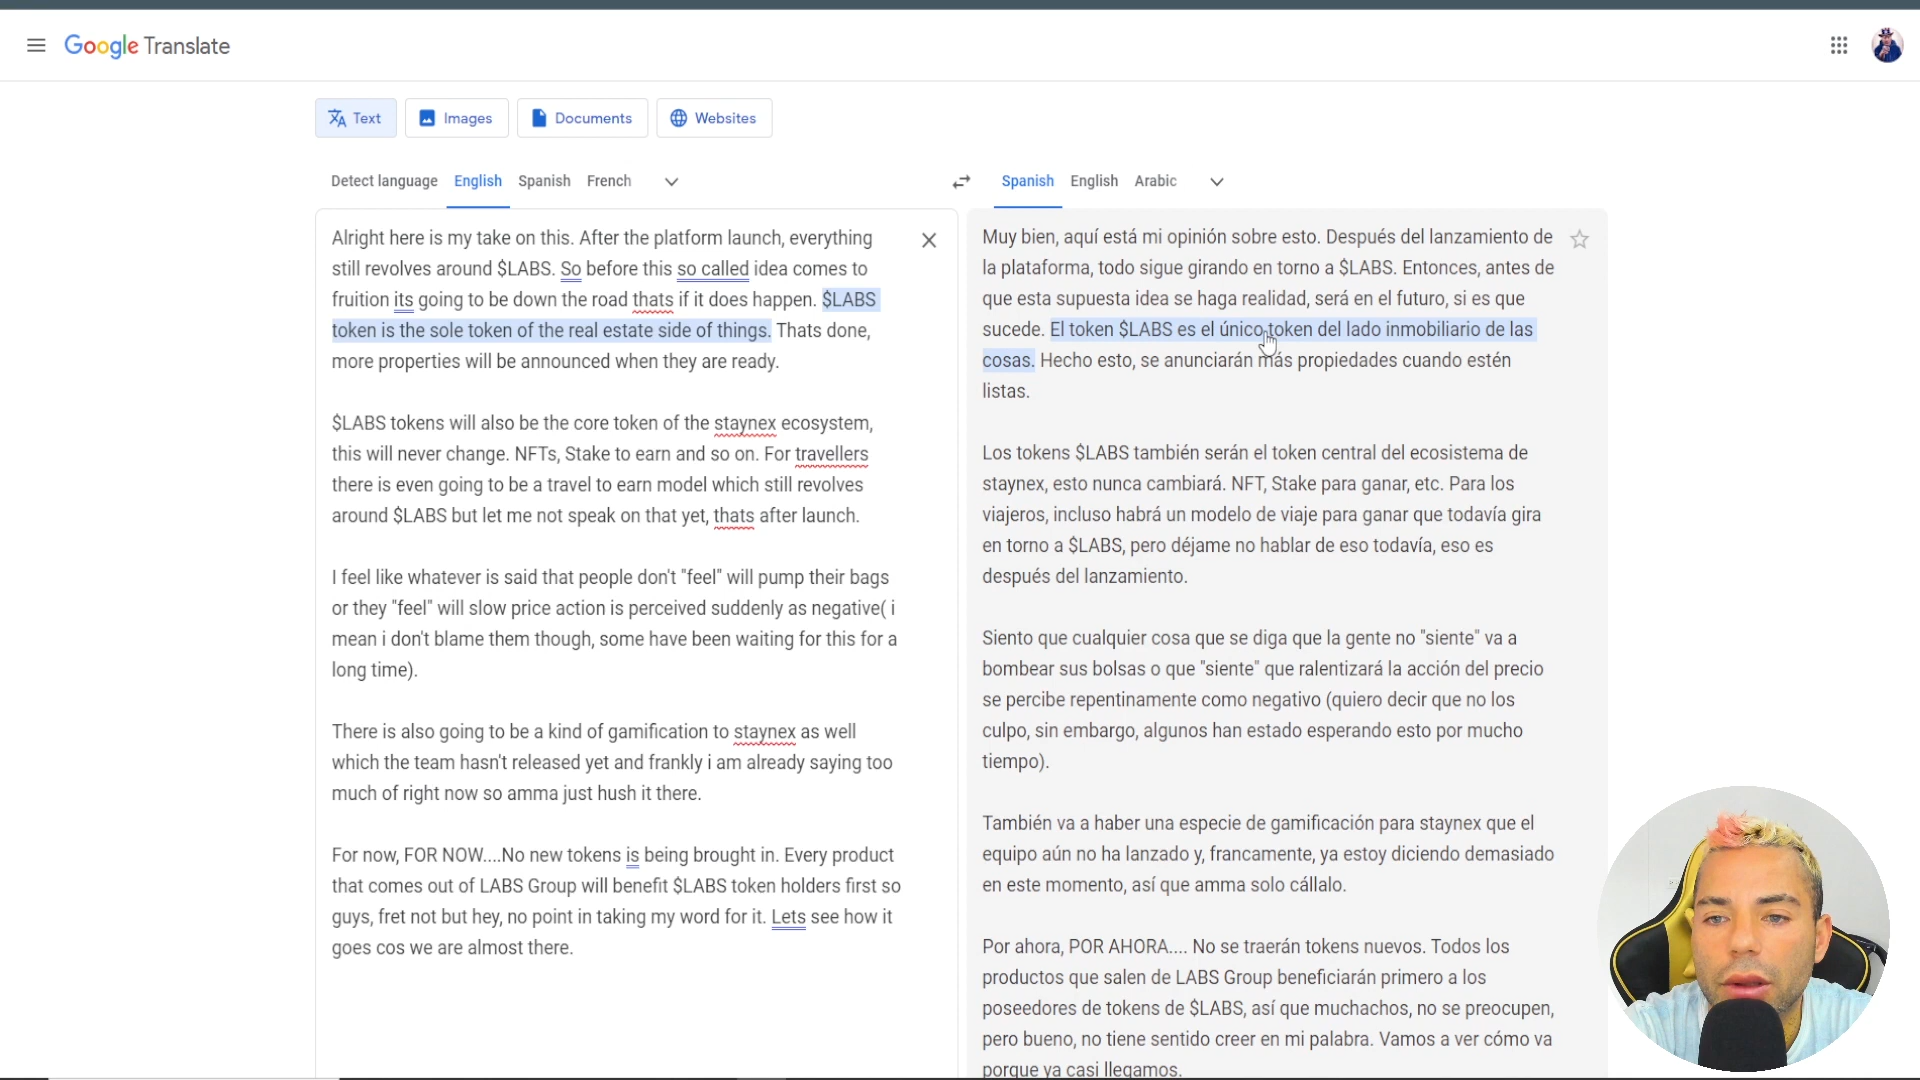 Google Translate
Text
Images
Documents
Websites
Detect language
English
Spanish
French
Spanish
English
Arabic
Alright here is my take on this. After the platform launch, everything
still revolves around $LABS. So before this so called idea comes to
fruition its going to be down the road thats if it does happen. $LABS
token is the sole token of the real estate side of things. Thats done,
more properties will be announced when they are ready.
$LABS tokens will also be the core token of the staynex ecosystem,
this will never change. NFTs, Stake to earn and so on. For travellers
there is even going to be a travel to earn model which still revolves
around $LABS but let me not speak on that yet, thats after launch.
I feel like whatever is said that people don't "feel" will pump their bags
or they "feel" will slow price action is perceived suddenly as negative( i
mean i don't blame them though, some have been waiting for this for a
long time).
There is also going to be a kind of gamification to staynex as well
which the team hasn't released yet and frankly i am already saying too
much of right now so amma just hush it there.
For now, FOR NOW....No new tokens is being brought in. Every product
that comes out of LABS Group will benefit $LABS token holders first so
guys, fret not but hey, no point in taking my word for it. Lets see how it
goes cos we are almost there.
Muy bien, aquí está mi opinión sobre esto. Después del lanzamiento de
la plataforma, todo sigue girando en torno a $LABS. Entonces, antes de
que esta supuesta idea se haga realidad, será en el futuro, si es que
sucede. El token $LABS es el único token del lado inmobiliario de las
cosas. Hecho esto, se anunciarán más propiedades cuando estén
listas.
Los tokens $LABS también serán el token central del ecosistema de
staynex, esto nunca cambiará. NFT, Stake para ganar, etc. Para los
viajeros, incluso habrá un modelo de viaje para ganar que todavía gira
en torno a $LABS, pero déjame no hablar de eso todavía, eso es
después del lanzamiento.
Siento que cualquier cosa que se diga que la gente no "siente" va a
bombear sus bolsas o que "siente" que ralentizará la acción del precio
se percibe repentinamente como negativo (quiero decir que no los
culpo, sin embargo, algunos han estado esperando esto por mucho
tiempo).
También va a haber una especie de gamificación para staynex que el
equipo aún no ha lanzado y, francamente, ya estoy diciendo demasiado
en este momento, así que amma solo cállalo.
Por ahora, POR AHORA.... No se traerán tokens nuevos. Todos los
productos que salen de LABS Group beneficiarán primero a los
poseedores de tokens de $LABS, así que muchachos, no se preocupen,
pero bueno, no tiene sentido creer en mi palabra. Vamos a ver cómo va
porque ya casi llegamos.